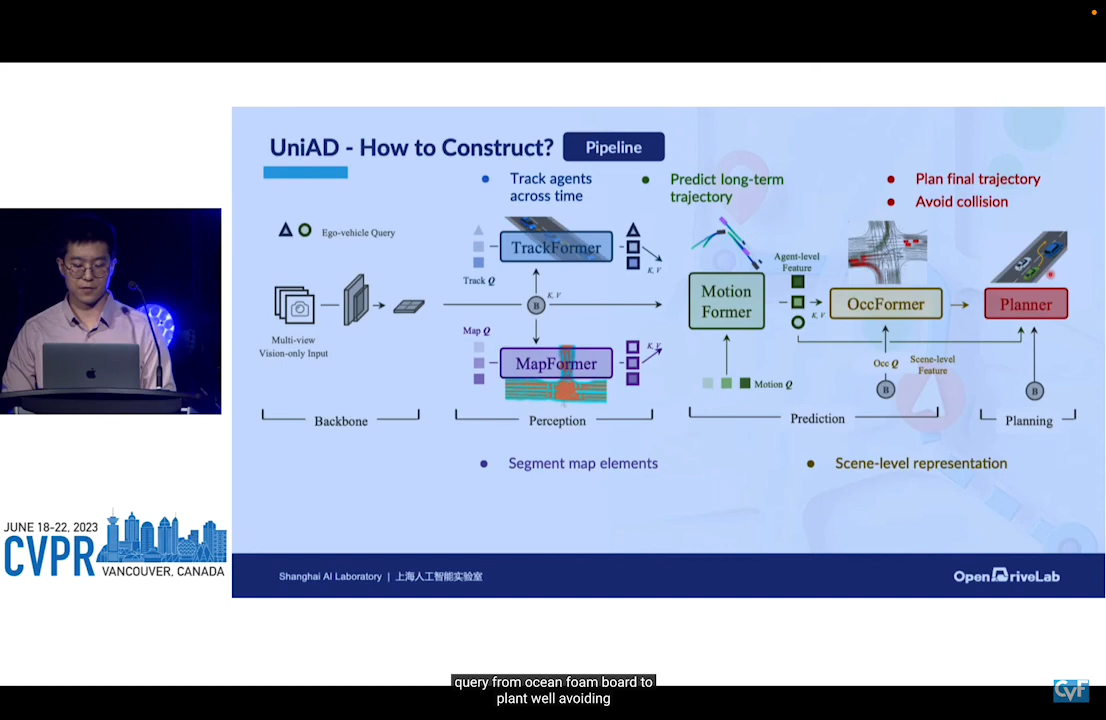 UniAD - How to Construct?
Pipeline
Track agents
across time
Predict long-term
trajectory
Plan final trajectory
Avoid collision
Ego-vehicle Query
TrackFormer
K, V
Track Q
Multi-view
Vision-only Input
B
K, V
Map Q
MapFormer
K, V
Motion
Former
Agent-level
Feature
K, V
Motion Q
OccFormer
Occ Q
Scene-level
Feature
B
Planner
B
Backbone
Perception
Prediction
Planning
Segment map elements
Scene-level representation
JUNE 18-22, 2023
CVPR
VANCOUVER, CANADA
Shanghai AI Laboratory | 上海人工智能实验室
OpenDriveLab
query from ocean foam board to
plant well avoiding
CVF